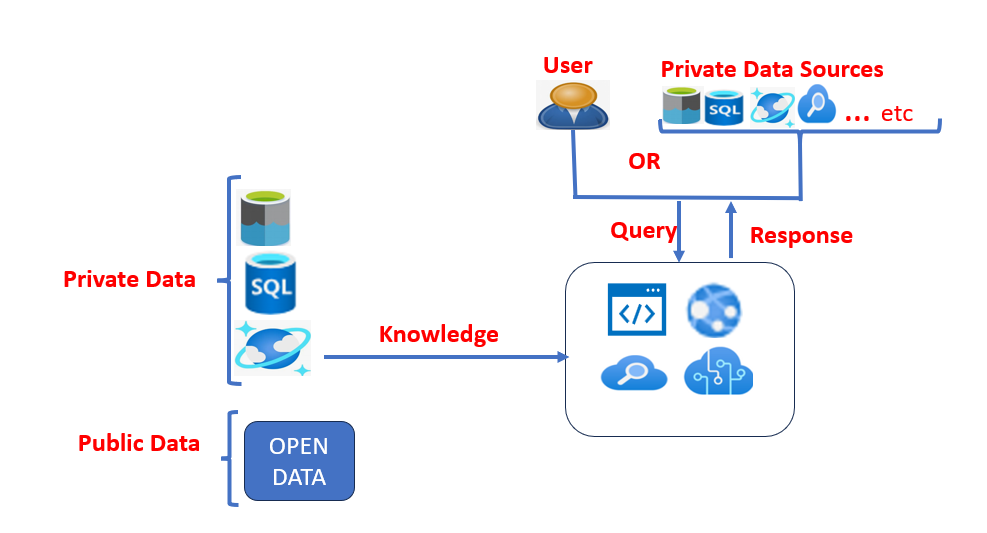 User
Private Data Sources
SQL
... etc
OR
Query
Response
Private Data
SQL
</>
Knowledge
Public Data
OPEN
DATA